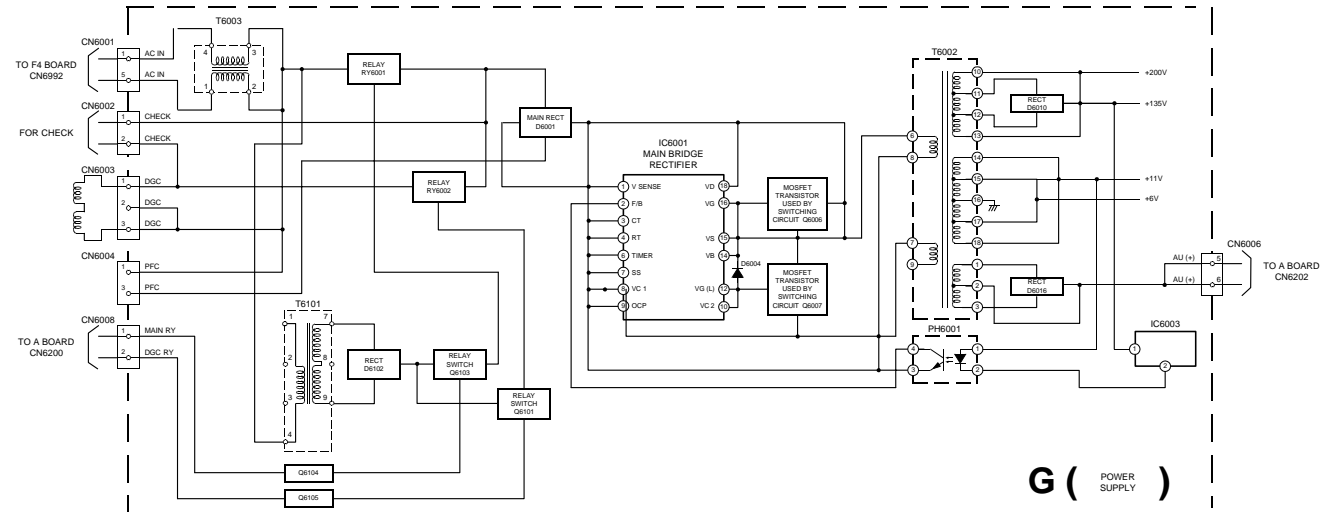 T6003
CN6001
TO F4 BOARD
CN6992
1
AC IN
5
AC IN
4
3
1
2
CN6002
FOR CHECK
1
CHECK
2
CHECK
CN6003
1
DGC
2
DGC
3
DGC
CN6004
1
PFC
3
PFC
CN6008
TO A BOARD
CN6200
1
MAIN RY
2
DGC RY
RELAY
RY6001
RELAY
RY6002
T6101
1
7
2
8
3
9
4
RECT
D6102
RELAY
SWITCH
Q6103
RELAY
SWITCH
Q6101
Q6104
Q6105
MAIN RECT
D6001
IC6001
MAIN BRIDGE
RECTIFIER
1 V SENSE
2 F/B
3 CT
4 RT
6 TIMER
7 SS
8 VC 1
9 OCP
VD 18
VG 16
VS 15
VB 14
VG (L) 12
VC 2 10
D6004
MOSFET
TRANSISTOR
USED BY
SWITCHING
CIRCUIT Q6006
MOSFET
TRANSISTOR
USED BY
SWITCHING
CIRCUIT Q6007
T6002
6
8
7
9
10
11
12
13
14
15
16
17
18
1
2
3
RECT
D6010
RECT
D6016
+200V
+135V
+11V
+6V
PH6001
4
3
1
2
IC6003
1
2
CN6006
AU (+)
5
AU (+)
6
TO A BOARD
CN6202
G ( POWER
SUPPLY )